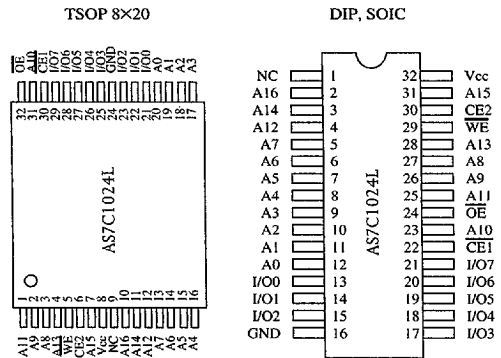 TSOP 8×20
OE A10 CE1 I/O7 I/O6 I/O5 I/O4 I/O3 GND I/O2 I/O1 I/O0 A0 A1 A2 A3
32 31 30 29 28 27 26 25 24 23 22 21 20 19 18 17
AS7C1024L
1 2 3 4 5 6 7 8 9 10 11 12 13 14 15 16
A11 A9 A8 A13 WE CE2 A15 Vcc NC A16 A14 A12 A7 A6 A5 A4
DIP, SOIC
NC 1 32 Vcc
A16 2 31 A15
A14 3 30 CE2
A12 4 29 WE
A7 5 28 A13
A6 6 27 A8
A5 7 26 A9
A4 8 25 A11
A3 9 24 OE
A2 10 23 A10
A1 11 22 CE1
A0 12 21 I/O7
I/O0 13 20 I/O6
I/O1 14 19 I/O5
I/O2 15 18 I/O4
GND 16 17 I/O3
AS7C1024L